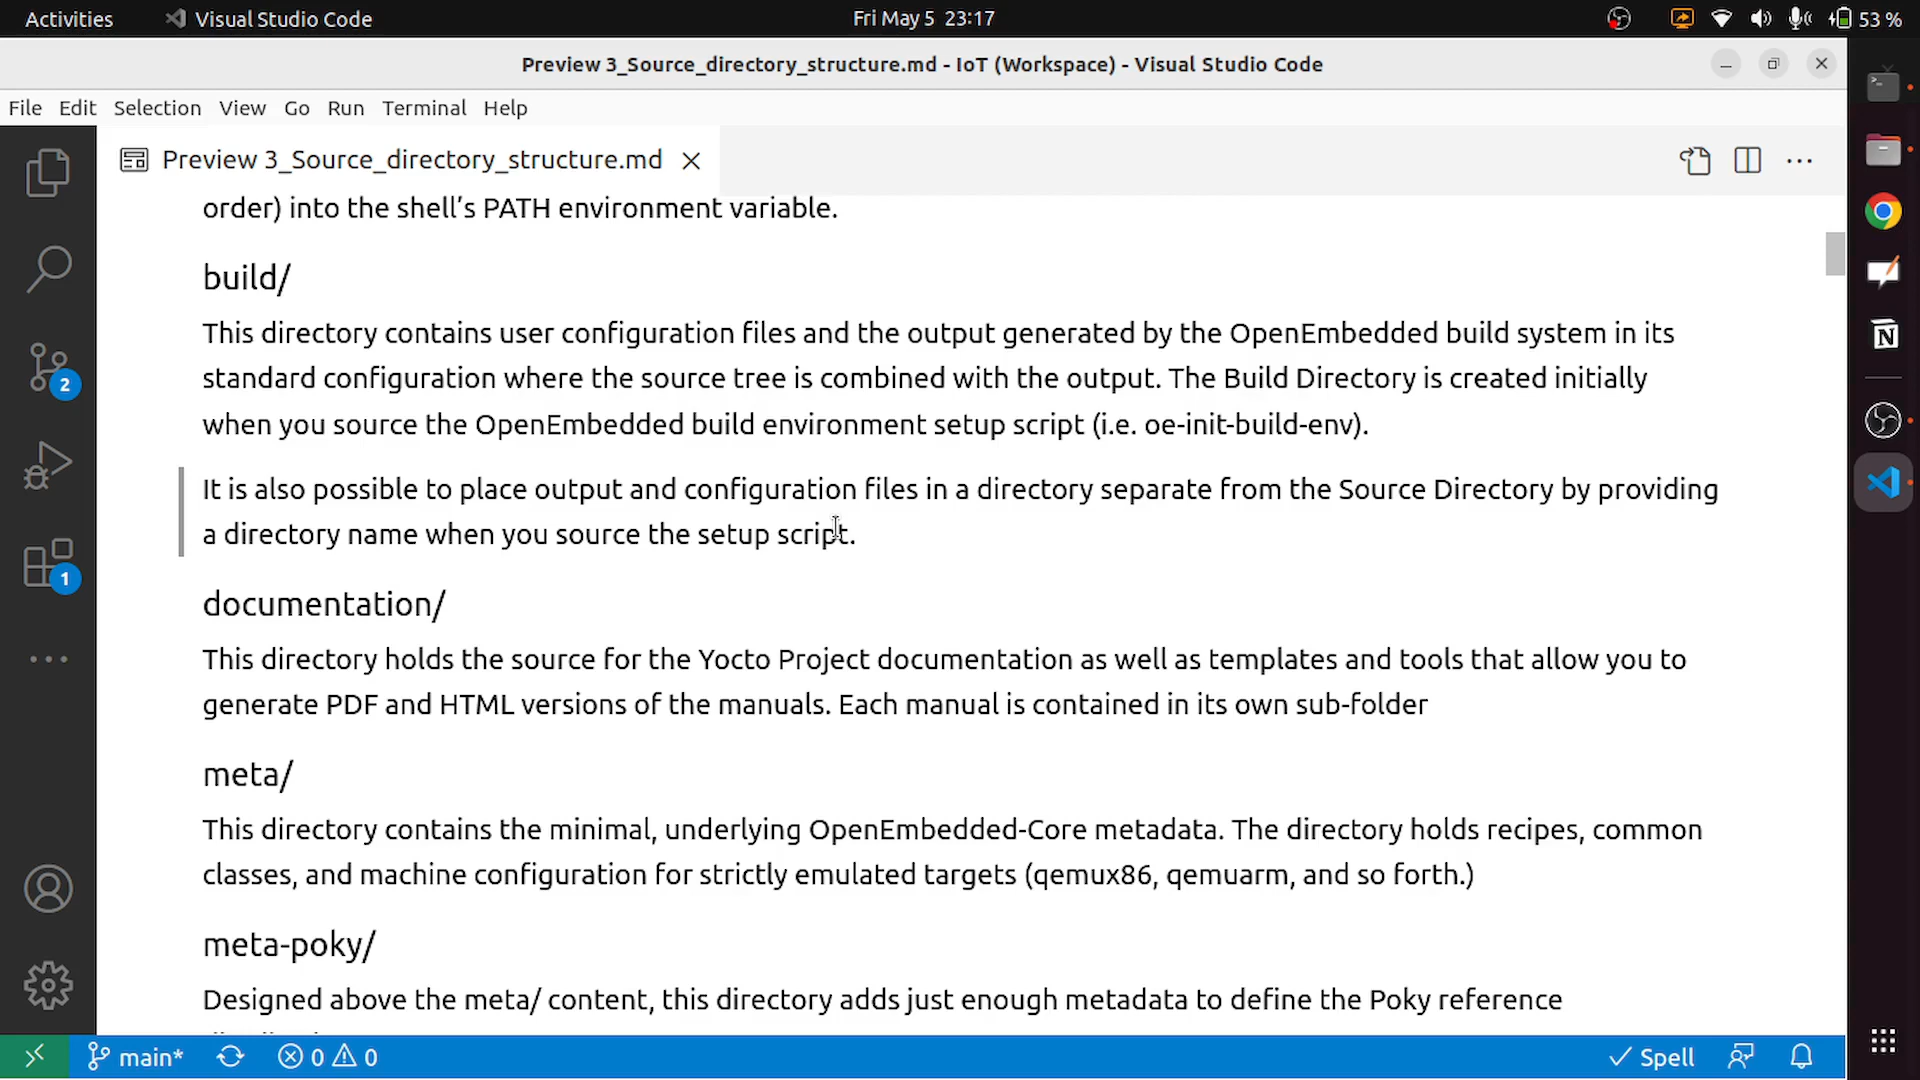 Activities Visual Studio Code Fri May 5 23:17 53 %
Preview 3_Source_directory_structure.md - IoT (Workspace) - Visual Studio Code
File Edit Selection View Go Run Terminal Help
Preview 3_Source_directory_structure.md
order) into the shell’s PATH environment variable.
build/
This directory contains user configuration files and the output generated by the OpenEmbedded build system in its
standard configuration where the source tree is combined with the output. The Build Directory is created initially
when you source the OpenEmbedded build environment setup script (i.e. oe-init-build-env).
It is also possible to place output and configuration files in a directory separate from the Source Directory by providing
a directory name when you source the setup script.
documentation/
This directory holds the source for the Yocto Project documentation as well as templates and tools that allow you to
generate PDF and HTML versions of the manuals. Each manual is contained in its own sub-folder
meta/
This directory contains the minimal, underlying OpenEmbedded-Core metadata. The directory holds recipes, common
classes, and machine configuration for strictly emulated targets (qemux86, qemuarm, and so forth.)
meta-poky/
Designed above the meta/ content, this directory adds just enough metadata to define the Poky reference
2
1
main* 0 0 Spell